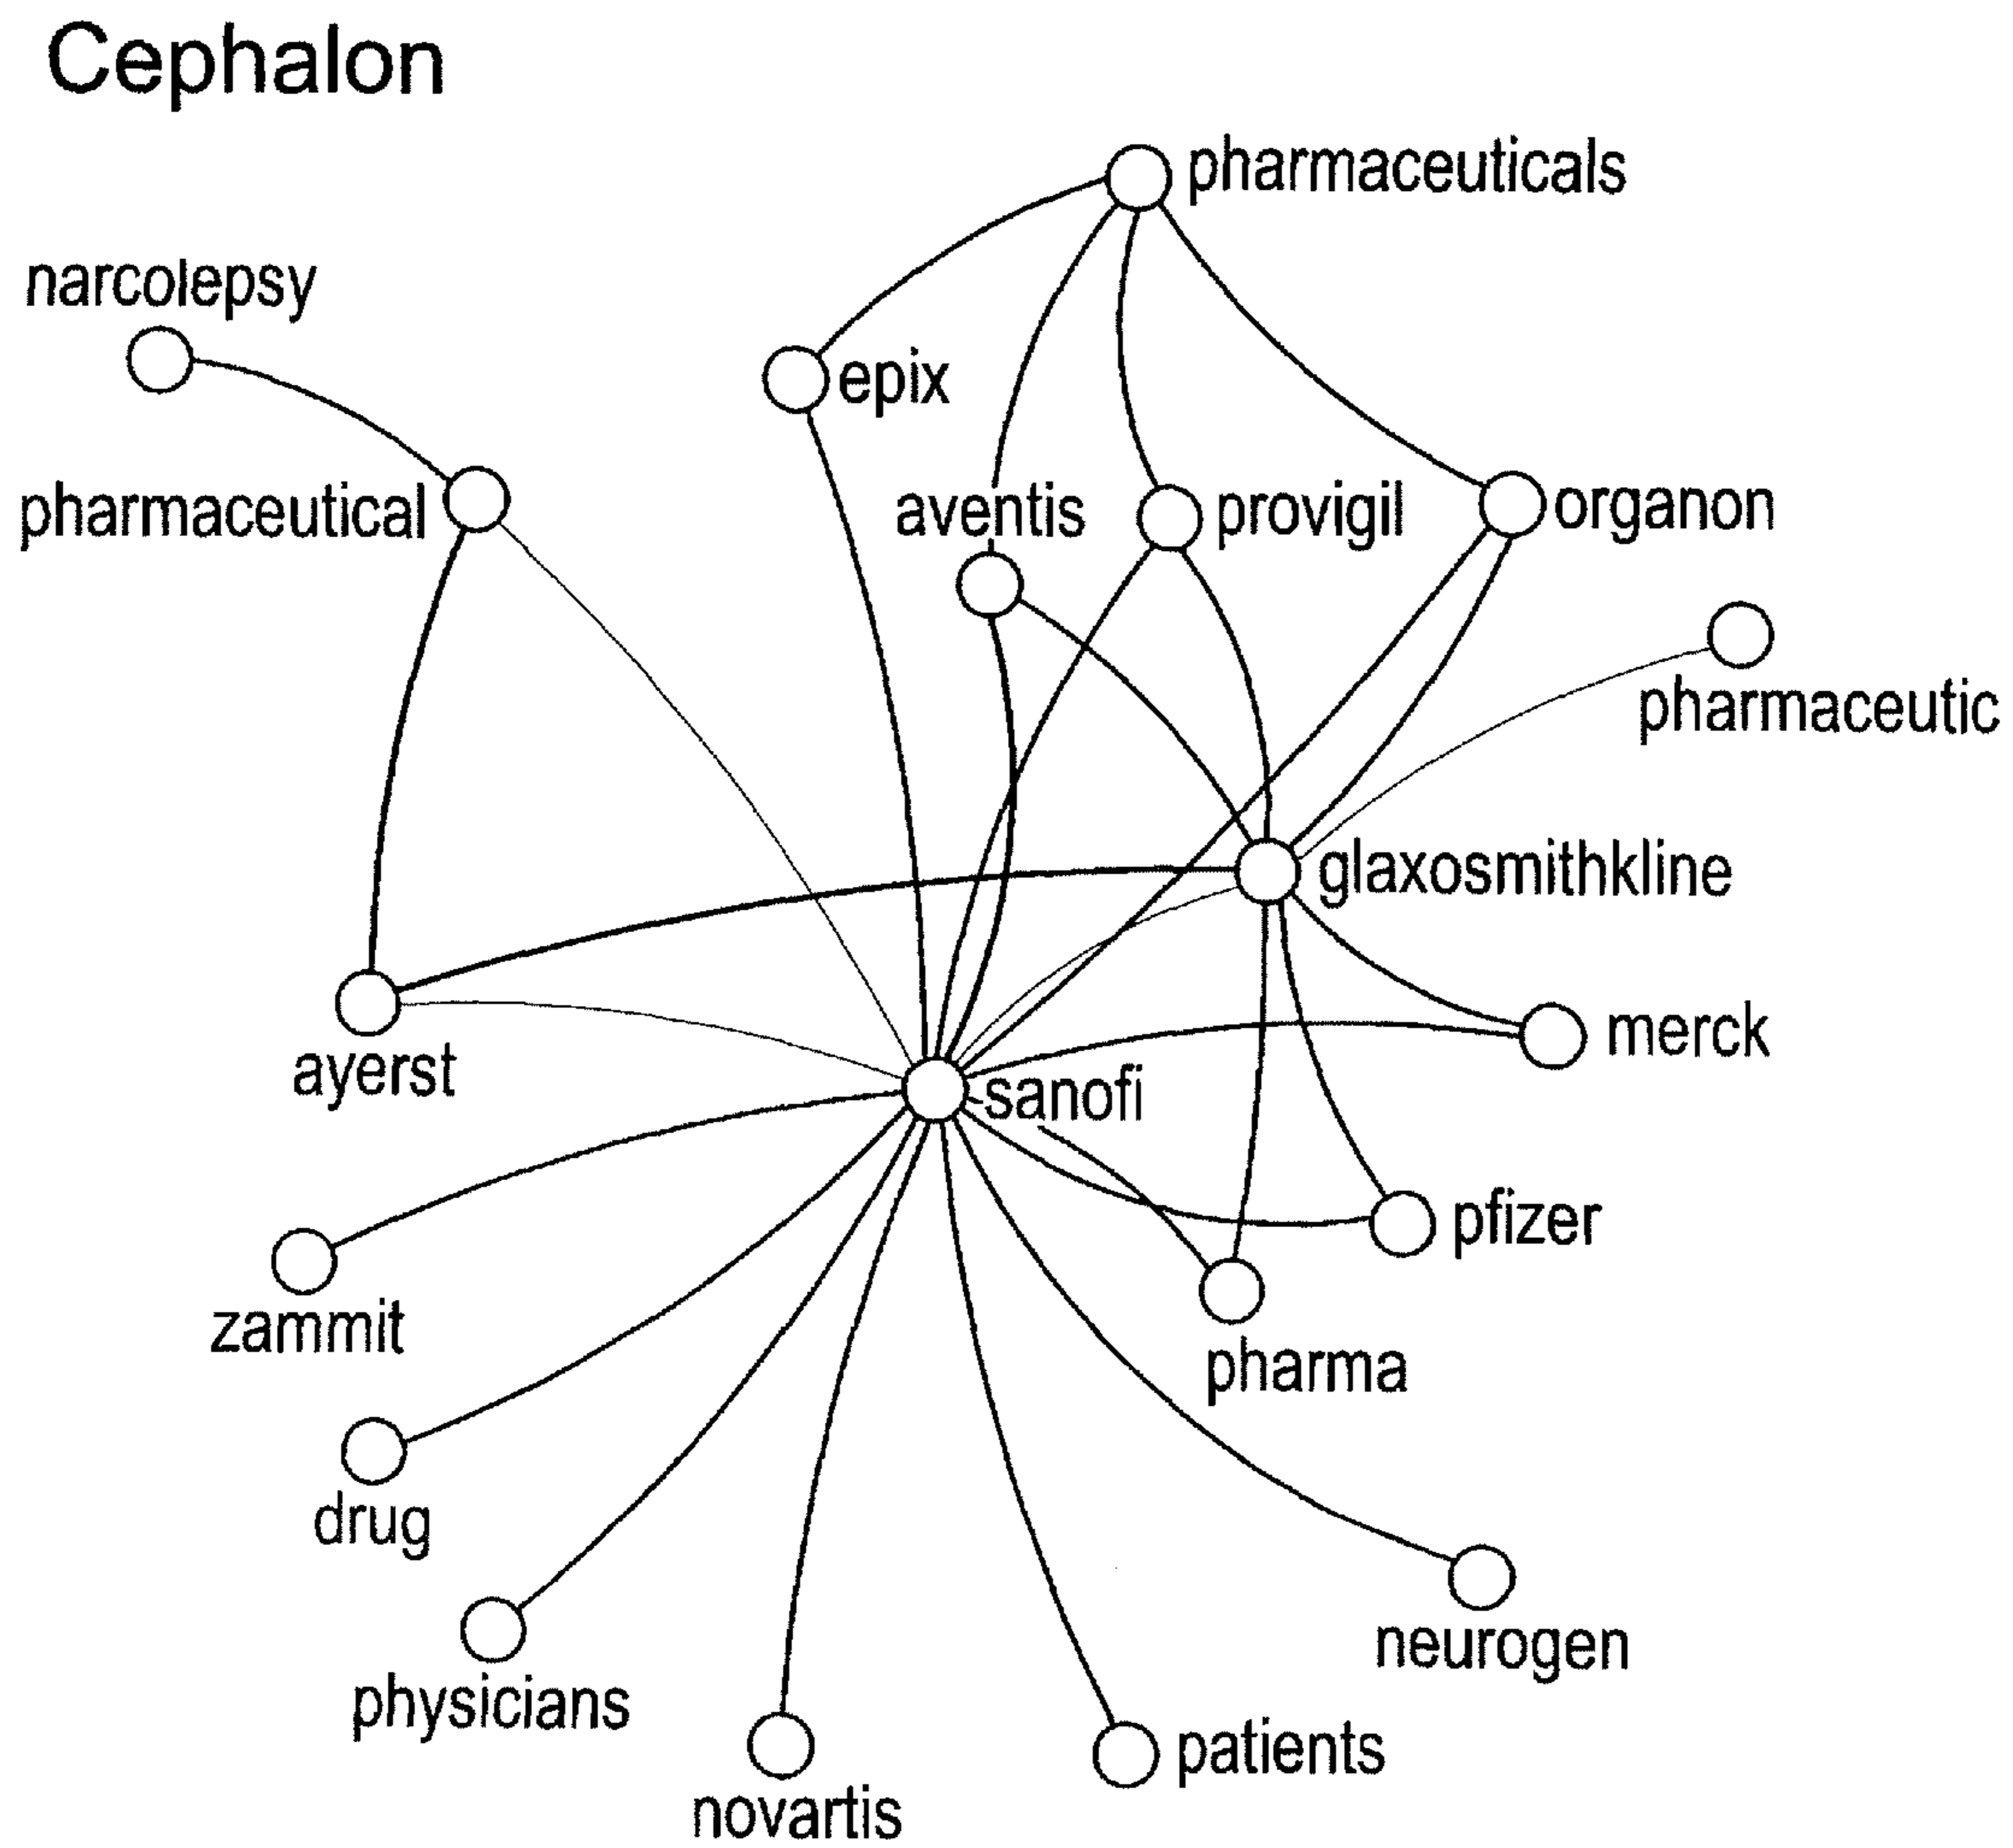 Cephalon
pharmaceuticals
narcolepsy
epix
pharmaceutical
aventis
provigil
organon
pharmaceutic
glaxosmithkline
merck
ayerst
sanofi
pfizer
zammit
pharma
drug
neurogen
physicians
patients
novartis